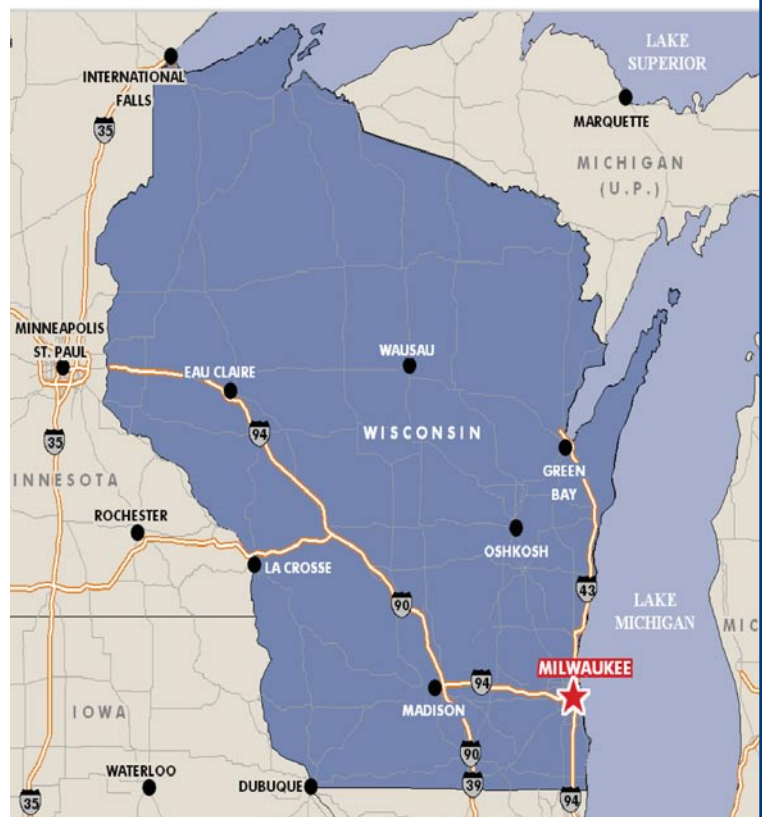 LAKE
SUPERIOR
INTERNATIONAL
FALLS
35
MARQUETTE
MICHIGAN
(U.P.)
MINNEAPOLIS
ST. PAUL
WAUSAU
EAU CLAIRE
94
WISCONSIN
35
GREEN
BAY
INNESOTA
ROCHESTER
OSHKOSH
LA CROSSE
43
90
LAKE
MICHIGAN
MIC
MILWAUKEE
94
MADISON
IOWA
90
WATERLOO
DUBUQUE
39
35
94